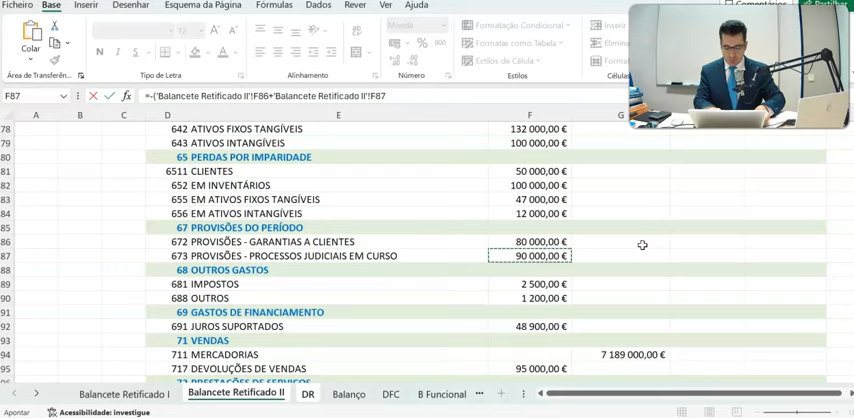 Ficheiro Base Inserir Desenhar Esquema da Página Fórmulas Dados Rever Ver Ajuda Comentários Partilhar
Colar
N I S
12
Moeda
% 000
Formatação Condicional
Formatar como Tabela
Estilos de Célula
Inserir
Área de Transferên... Tipo de Letra Alinhamento Número Estilos Células
F87 fx =-('Balancete Retificado II'!F86+'Balancete Retificado II'!F87
A B C D E F G
78 642 ATIVOS FIXOS TANGÍVEIS 132 000,00 €
79 643 ATIVOS INTANGÍVEIS 100 000,00 €
80 65 PERDAS POR IMPARIDADE
81 6511 CLIENTES 50 000,00 €
82 652 EM INVENTÁRIOS 100 000,00 €
83 655 EM ATIVOS FIXOS TANGÍVEIS 47 000,00 €
84 656 EM ATIVOS INTANGÍVEIS 12 000,00 €
85 67 PROVISÕES DO PERÍODO
86 672 PROVISÕES - GARANTIAS A CLIENTES 80 000,00 €
87 673 PROVISÕES - PROCESSOS JUDICIAIS EM CURSO 90 000,00 €
88 68 OUTROS GASTOS
89 681 IMPOSTOS 2 500,00 €
90 688 OUTROS 1 200,00 €
91 69 GASTOS DE FINANCIAMENTO
92 691 JUROS SUPORTADOS 48 900,00 €
93 71 VENDAS
94 711 MERCADORIAS 7 189 000,00 €
95 717 DEVOLUÇÕES DE VENDAS 95 000,00 €
Balancete Retificado I Balancete Retificado II DR Balanço DFC B Funcional ...
Apontar Acessibilidade: investigue